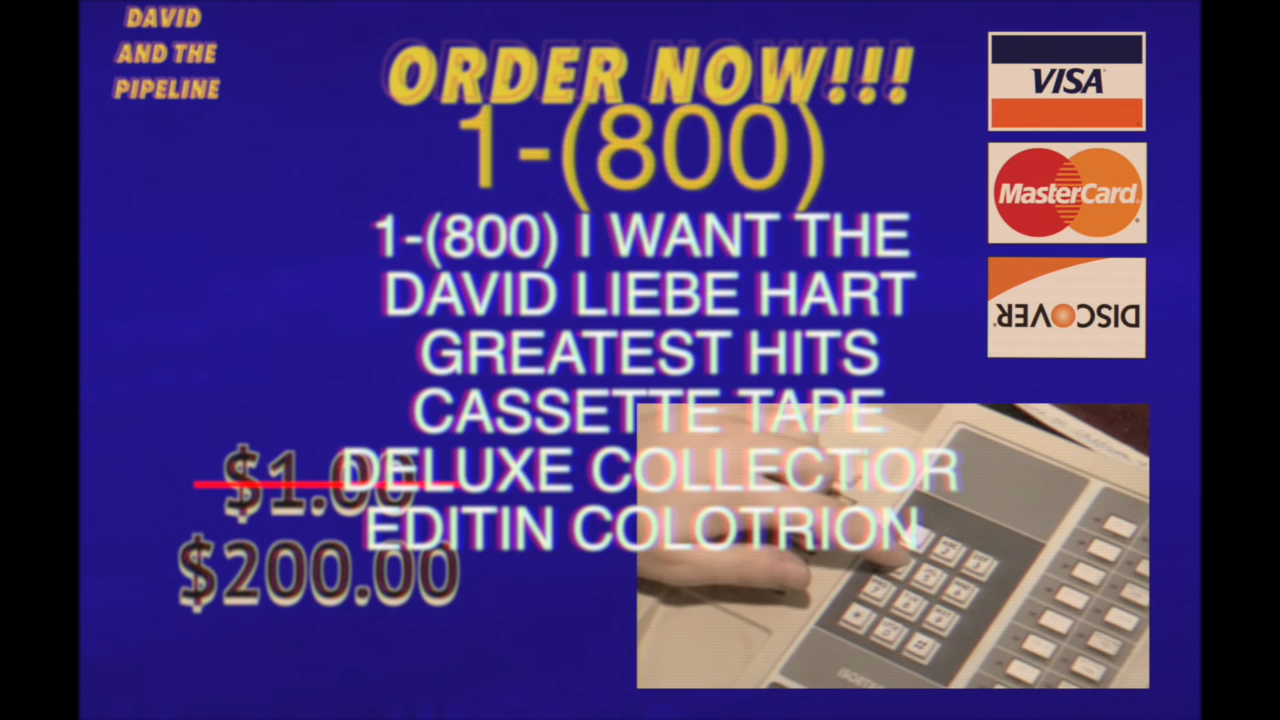 DAVID
AND THE
PIPELINE
ORDER NOW!!!
1-(800)
1-(800) I WANT THE
DAVID LIEBE HART
GREATEST HITS
CASSETTE TAPE
DELUXE COLLECTIOR
EDITIN COLOTRION
$1.00
$200.00
VISA
MasterCard
DISCOVER